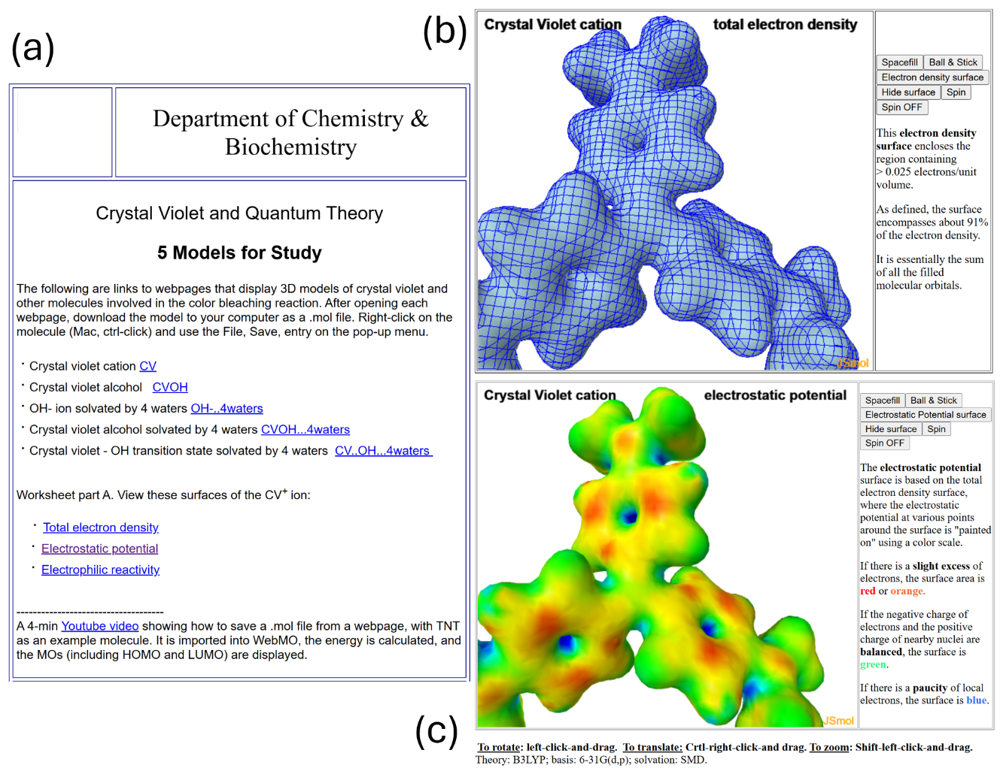 (a)
Department of Chemistry &
Biochemistry
Crystal Violet and Quantum Theory
5 Models for Study
The following are links to webpages that display 3D models of crystal violet and
other molecules involved in the color bleaching reaction. After opening each
webpage, download the model to your computer as a .mol file. Right-click on the
molecule (Mac, ctrl-click) and use the File, Save, entry on the pop-up menu.
· Crystal violet cation CV
· Crystal violet alcohol CVOH
· OH- ion solvated by 4 waters OH-..4waters
· Crystal violet alcohol solvated by 4 waters CVOH...4waters
· Crystal violet - OH transition state solvated by 4 waters CV..OH...4waters
Worksheet part A. View these surfaces of the CV+ ion:
· Total electron density
· Electrostatic potential
· Electrophilic reactivity
-----------------------------------
A 4-min Youtube video showing how to save a .mol file from a webpage, with TNT
as an example molecule. It is imported into WebMO, the energy is calculated, and
the MOs (including HOMO and LUMO) are displayed.
(b)
Crystal Violet cation total electron density
JSmol
Spacefill Ball & Stick
Electron density surface
Hide surface Spin
Spin OFF
This electron density
surface encloses the
region containing
> 0.025 electrons/unit
volume.
As defined, the surface
encompasses about 91%
of the electron density.
It is essentially the sum
of all the filled
molecular orbitals.
(c)
Crystal Violet cation electrostatic potential
JSmol
Spacefill Ball & Stick
Electrostatic Potential surface
Hide surface Spin
Spin OFF
The electrostatic potential
surface is based on the total
electron density surface,
where the electrostatic
potential at various points
around the surface is "painted
on" using a color scale.
If there is a slight excess of
electrons, the surface area is
red or orange.
If the negative charge of
electrons and the positive
charge of nearby nuclei are
balanced, the surface is
green.
If there is a paucity of local
electrons, the surface is blue.
To rotate: left-click-and-drag. To translate: Crtl-right-click-and drag. To zoom: Shift-left-click-and-drag.
Theory: B3LYP; basis: 6-31G(d,p); solvation: SMD.